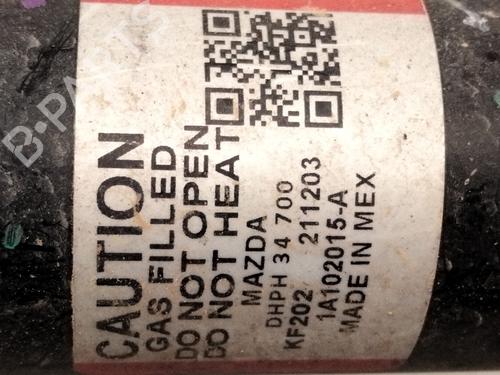 CAUTION
GAS FILLED
DO NOT OPEN
DO NOT HEAT
MAZDA
DHPH 34 700
KF202 211203
1A102015-A
MADE IN MEX
B-PARTS